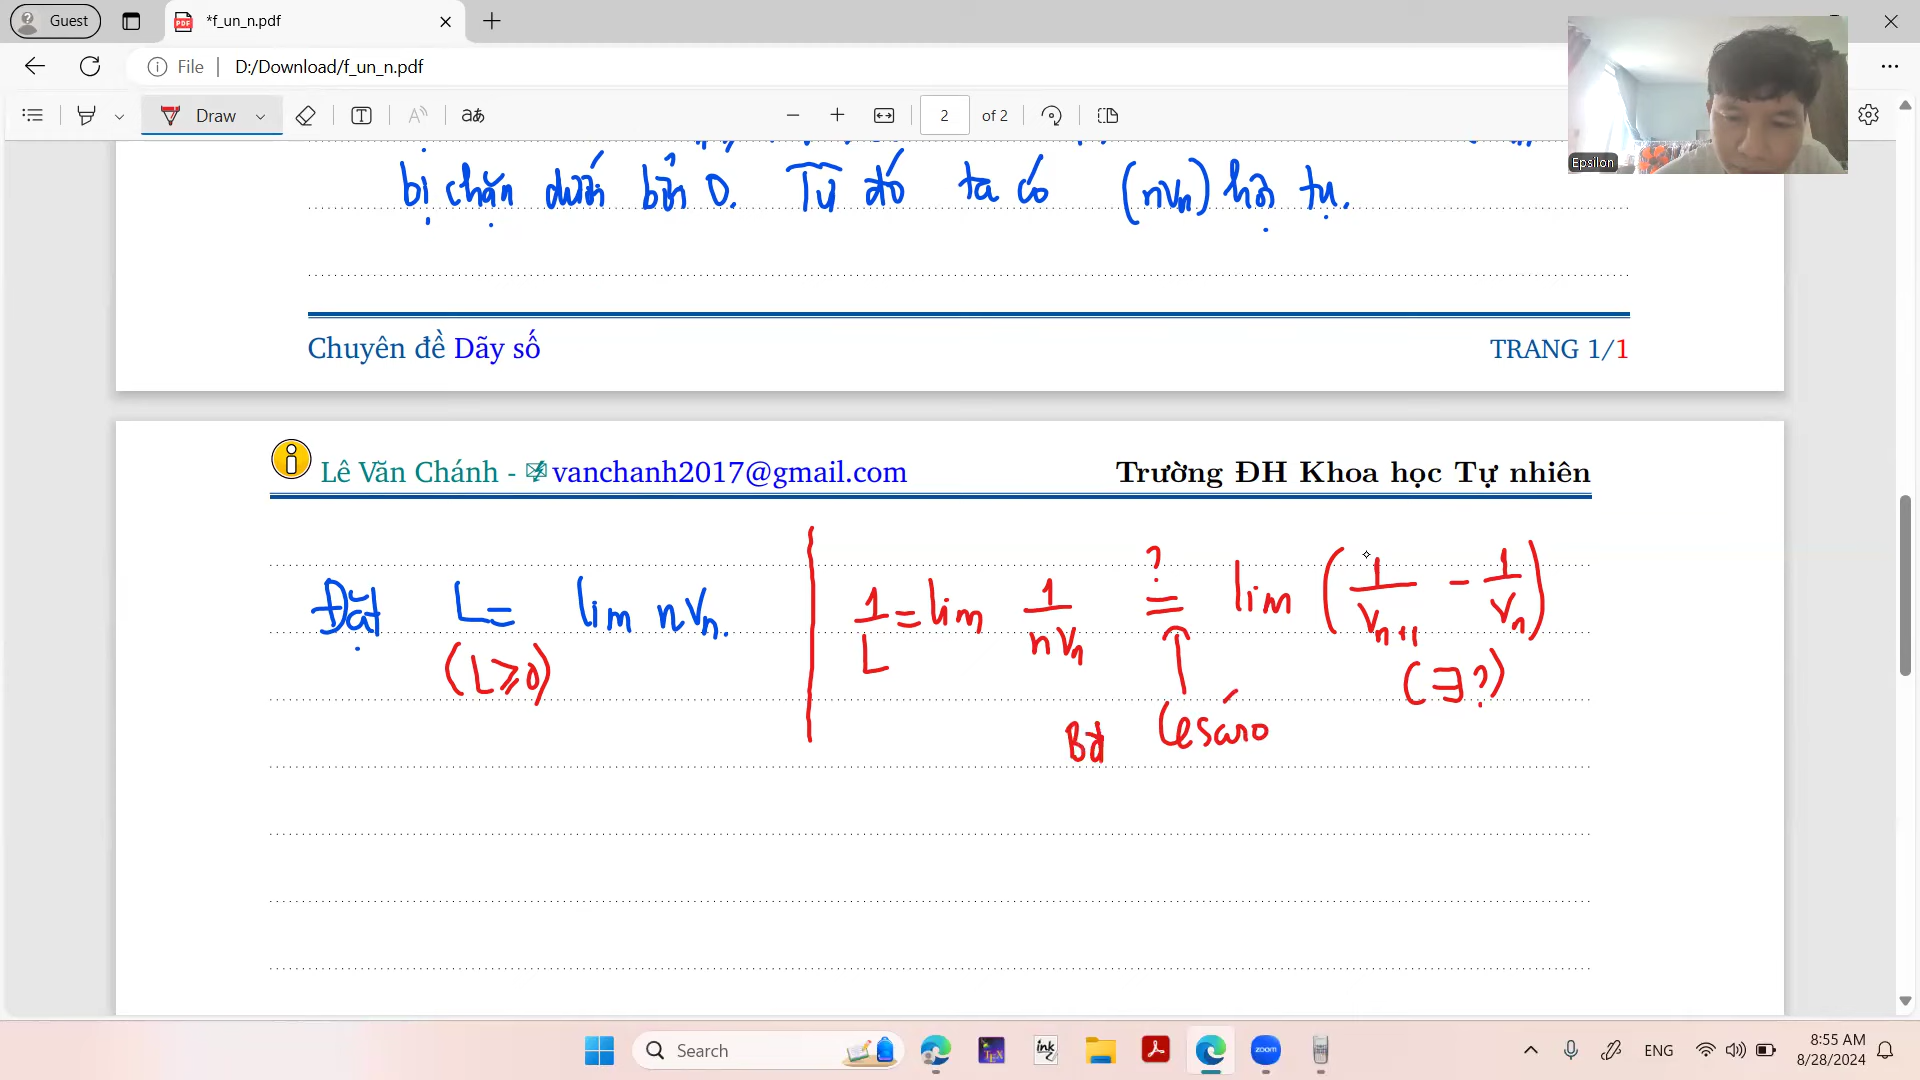 Guest
*f_un_n.pdf
File D:/Download/f_un_n.pdf
Draw
2 of 2
Epsilon
bị chặn dưới bởi 0. Từ đó ta có (nVₙ) hội tụ.
Chuyên đề Dãy số TRANG 1/1
Lê Văn Chánh - vanchanh2017@gmail.com Trường ĐH Khoa học Tự nhiên
Đặt L = lim nVₙ.
(L ⩾ 0)
1/L = lim 1/(nVₙ) ?= lim (1/Vₙ₊₁ - 1/Vₙ)
(∃?)
Bđ Cesáro
Search
ENG
8:55 AM
8/28/2024